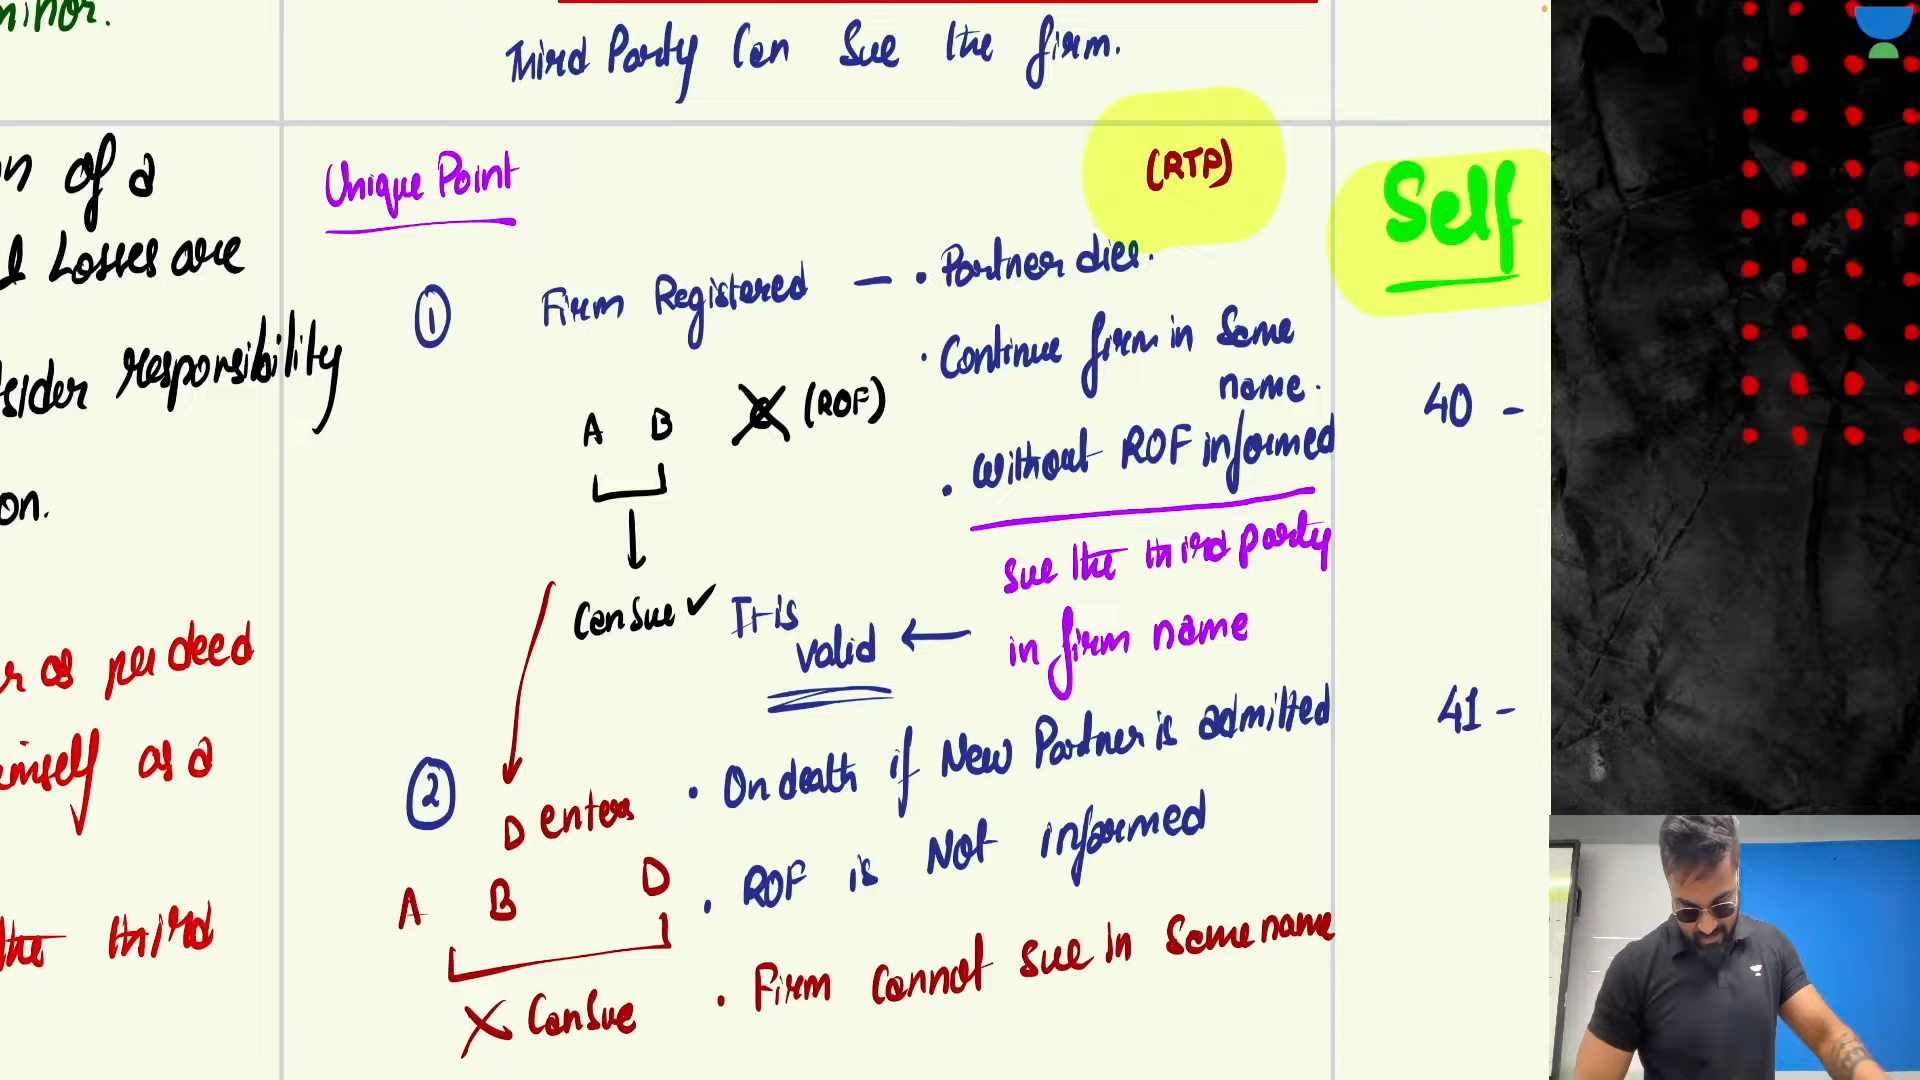 minor.
Third Party Can Sue the firm.
on of a
Losses are
responsibility
on.
as per deed
as a
the third
Unique Point
(RTP)
Self
① Firm Registered — • Partner dies.
• Continue firm in Same
name.
A B C (ROF)
• Without ROF informed
Sue the third party
in firm name
Can Sue ✓ It is
valid ←
40 -
41 -
② • On death if New Partner is admitted
D enters
• ROF is Not informed
A B D
• Firm Cannot sue in Same name
X Can Sue